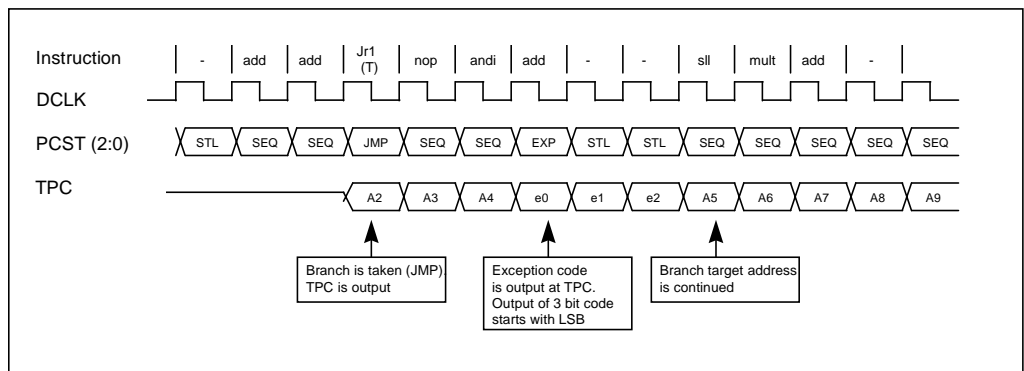 Instruction - add add Jr1 (T) nop andi add - - sll mult add -
DCLK
PCST (2:0) STL SEQ SEQ JMP SEQ SEQ EXP STL STL SEQ SEQ SEQ SEQ SEQ
TPC A2 A3 A4 e0 e1 e2 A5 A6 A7 A8 A9
Branch is taken (JMP).
TPC is output
Exception code
is output at TPC.
Output of 3 bit code
starts with LSB
Branch target address
is continued